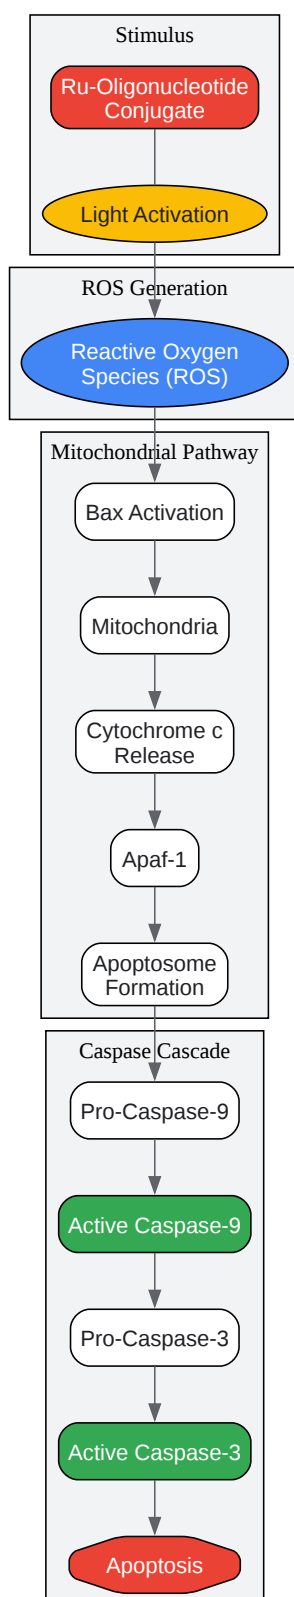 Stimulus
Ru-Oligonucleotide
Conjugate
Light Activation
ROS Generation
Reactive Oxygen
Species (ROS)
Mitochondrial Pathway
Bax Activation
Mitochondria
Cytochrome c
Release
Apaf-1
Apoptosome
Formation
Caspase Cascade
Pro-Caspase-9
Active Caspase-9
Pro-Caspase-3
Active Caspase-3
Apoptosis